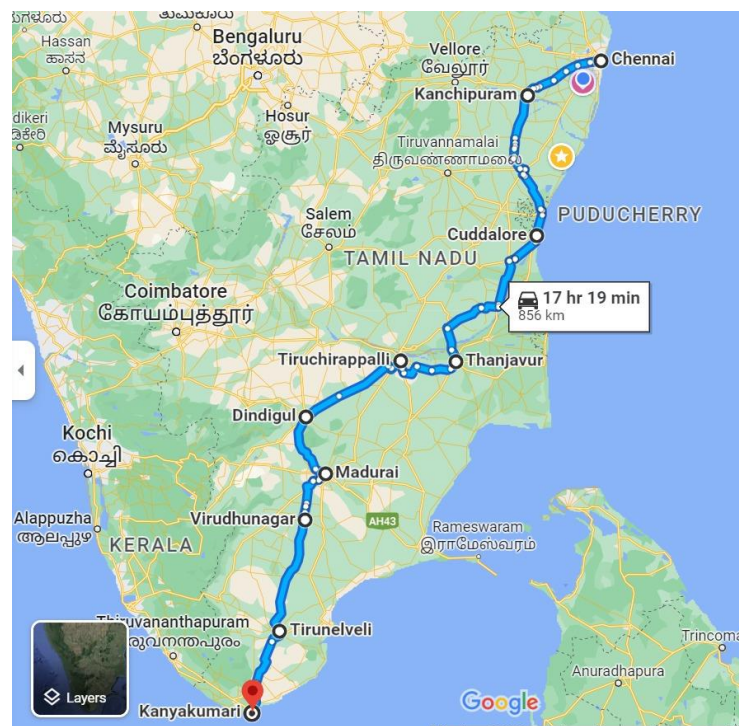 Hassan
ಹಾಸನ
Bengaluru
ಬೆಂಗಳೂರು
Vellore
வேலூர்
Chennai
Kanchipuram
Hosur
ஓசூர்
Mysuru
ಮೈಸೂರು
Tiruvannamalai
திருவண்ணாமலை
Salem
சேலம்
PUDUCHERRY
Cuddalore
TAMIL NADU
Coimbatore
கோயம்புத்தூர்
17 hr 19 min
856 km
Tiruchirappalli
Thanjavur
Dindigul
Kochi
കൊച്ചി
Madurai
Virudhunagar
AH43
Alappuzha
ആലപ്പുഴ
KERALA
Rameswaram
இராமேஸ்வரம்
Thiruvananthapuram
Tirunelveli
Trincoma
Anuradhapura
Layers
Kanyakumari
Google